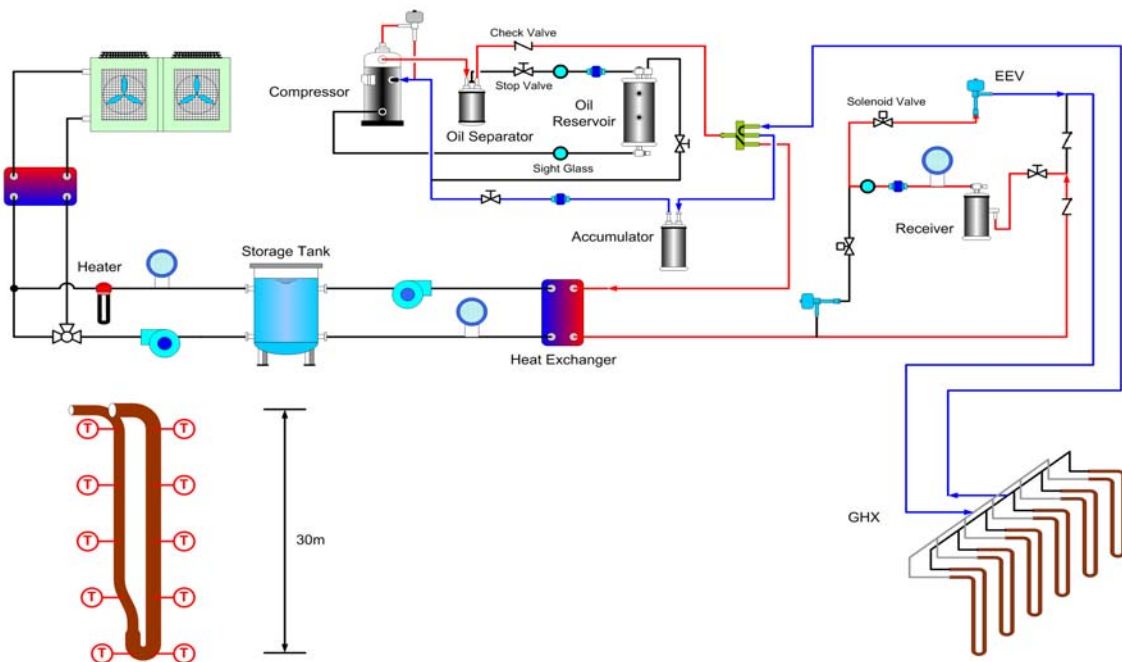 Check Valve
Compressor
Stop Valve
Oil Separator
Oil
Reservoir
Sight Glass
EEV
Solenoid Valve
Receiver
Accumulator
Storage Tank
Heater
Heat Exchanger
T T
T T
T T
T T
T T
30m
GHX